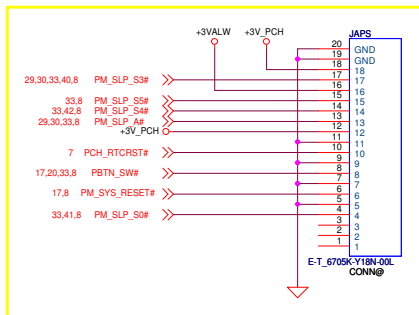 JAPS
+3VALW +3V_PCH
20 GND
19 GND
18 18
29,30,33,40,8 PM_SLP_S3# 17 17
16 16
33,8 PM_SLP_S5# 15 15
33,42,8 PM_SLP_S4# 14 14
29,30,33,8 PM_SLP_A# 13 13
+3V_PCH 12 12
11 11
7 PCH_RTCRST# 10 10
9 9
17,20,33,8 PBTN_SW# 8 8
7 7
17,8 PM_SYS_RESET# 6 6
5 5
33,41,8 PM_SLP_S0# 4 4
3 3
2 2
1 1
E-T_6705K-Y18N-00L
CONN@